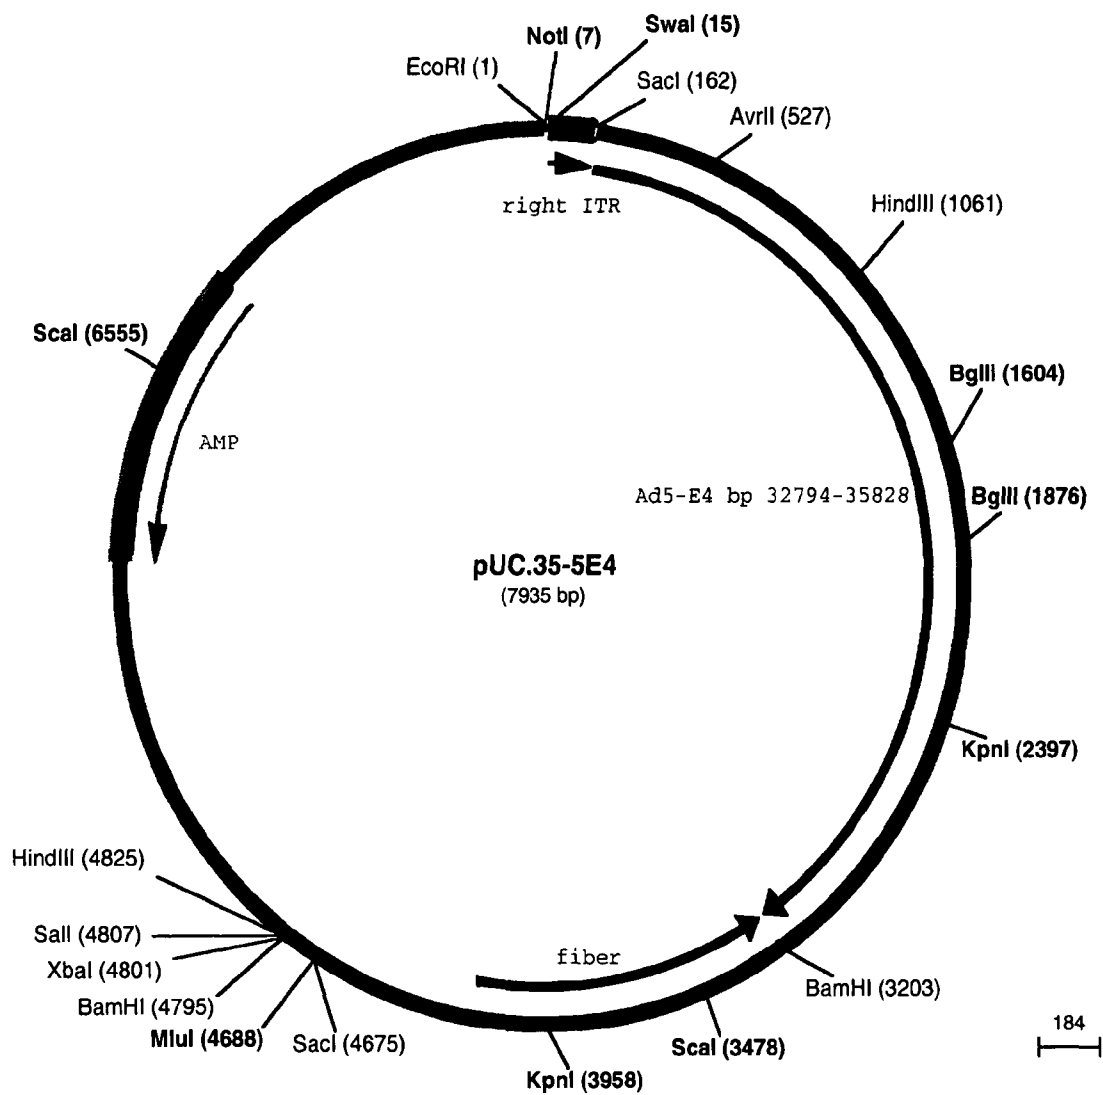 NotI (7)
SwaI (15)
EcoRI (1)
SacI (162)
AvrII (527)
right ITR
HindIII (1061)
ScaI (6555)
BglII (1604)
AMP
Ad5-E4 bp 32794-35828
BglII (1876)
pUC.35-5E4
(7935 bp)
KpnI (2397)
HindIII (4825)
SalI (4807)
fiber
XbaI (4801)
BamHI (3203)
BamHI (4795)
MluI (4688)
SacI (4675)
ScaI (3478)
184
KpnI (3958)